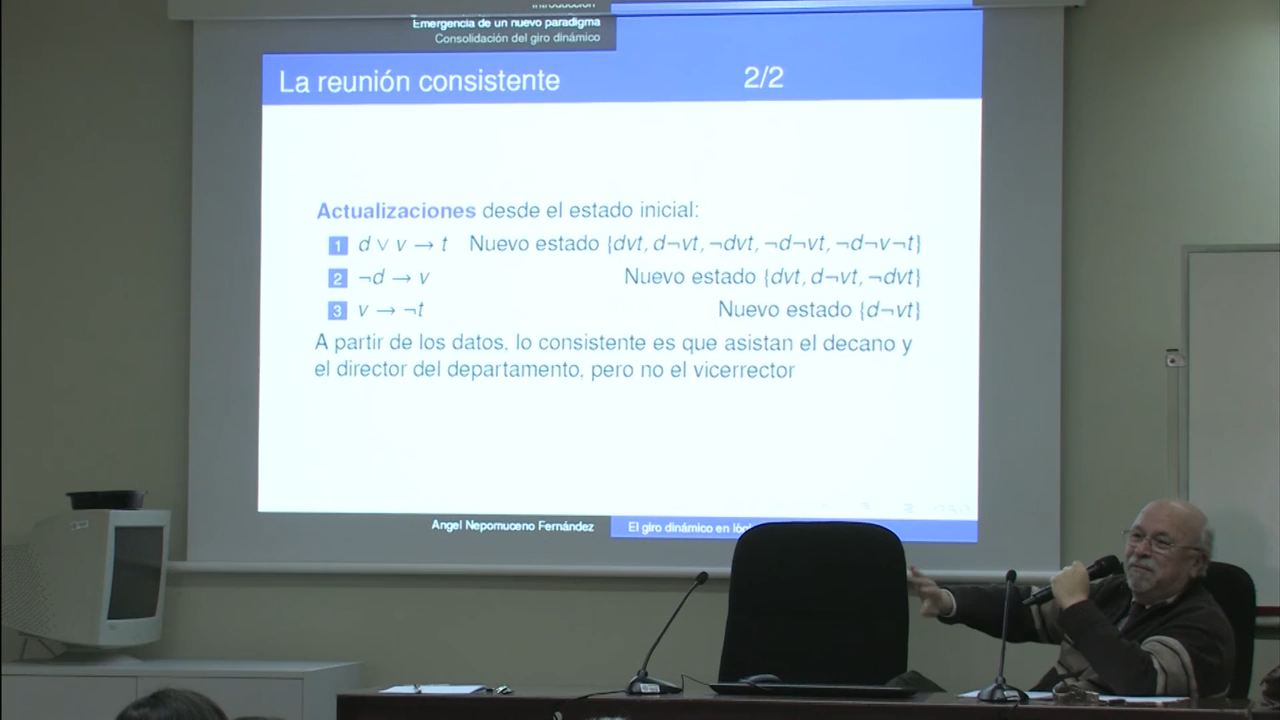 Introducción
Emergencia de un nuevo paradigma
Consolidación del giro dinámico
La reunión consistente 2/2
Actualizaciones desde el estado inicial:
1 d ∨ v → t Nuevo estado {dvt, d¬vt, ¬dvt, ¬d¬vt, ¬d¬v¬t}
2 ¬d → v Nuevo estado {dvt, d¬vt, ¬dvt}
3 v → ¬t Nuevo estado {d¬vt}
A partir de los datos, lo consistente es que asistan el decano y
el director del departamento, pero no el vicerrector
Angel Nepomuceno Fernández El giro dinámico en